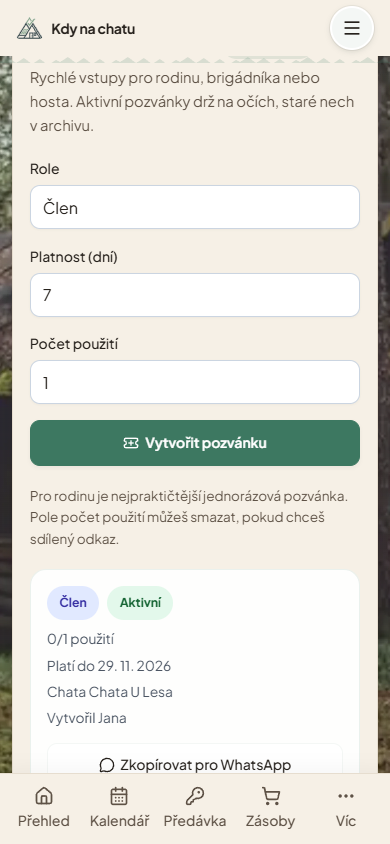 Kdy na chatu
Rychlé vstupy pro rodinu, brigádníka nebo
hosta. Aktivní pozvánky drž na očích, staré nech
v archivu.
Role
Člen
Platnost (dní)
7
Počet použití
1
Vytvořit pozvánku
Pro rodinu je nejpraktičtější jednorázová pozvánka.
Pole počet použití můžeš smazat, pokud chceš
sdílený odkaz.
Člen
Aktivní
0/1 použití
Platí do 29. 11. 2026
Chata Chata U Lesa
Vytvořil Jana
Zkopírovat pro WhatsApp
Přehled
Kalendář
Předávka
Zásoby
Víc